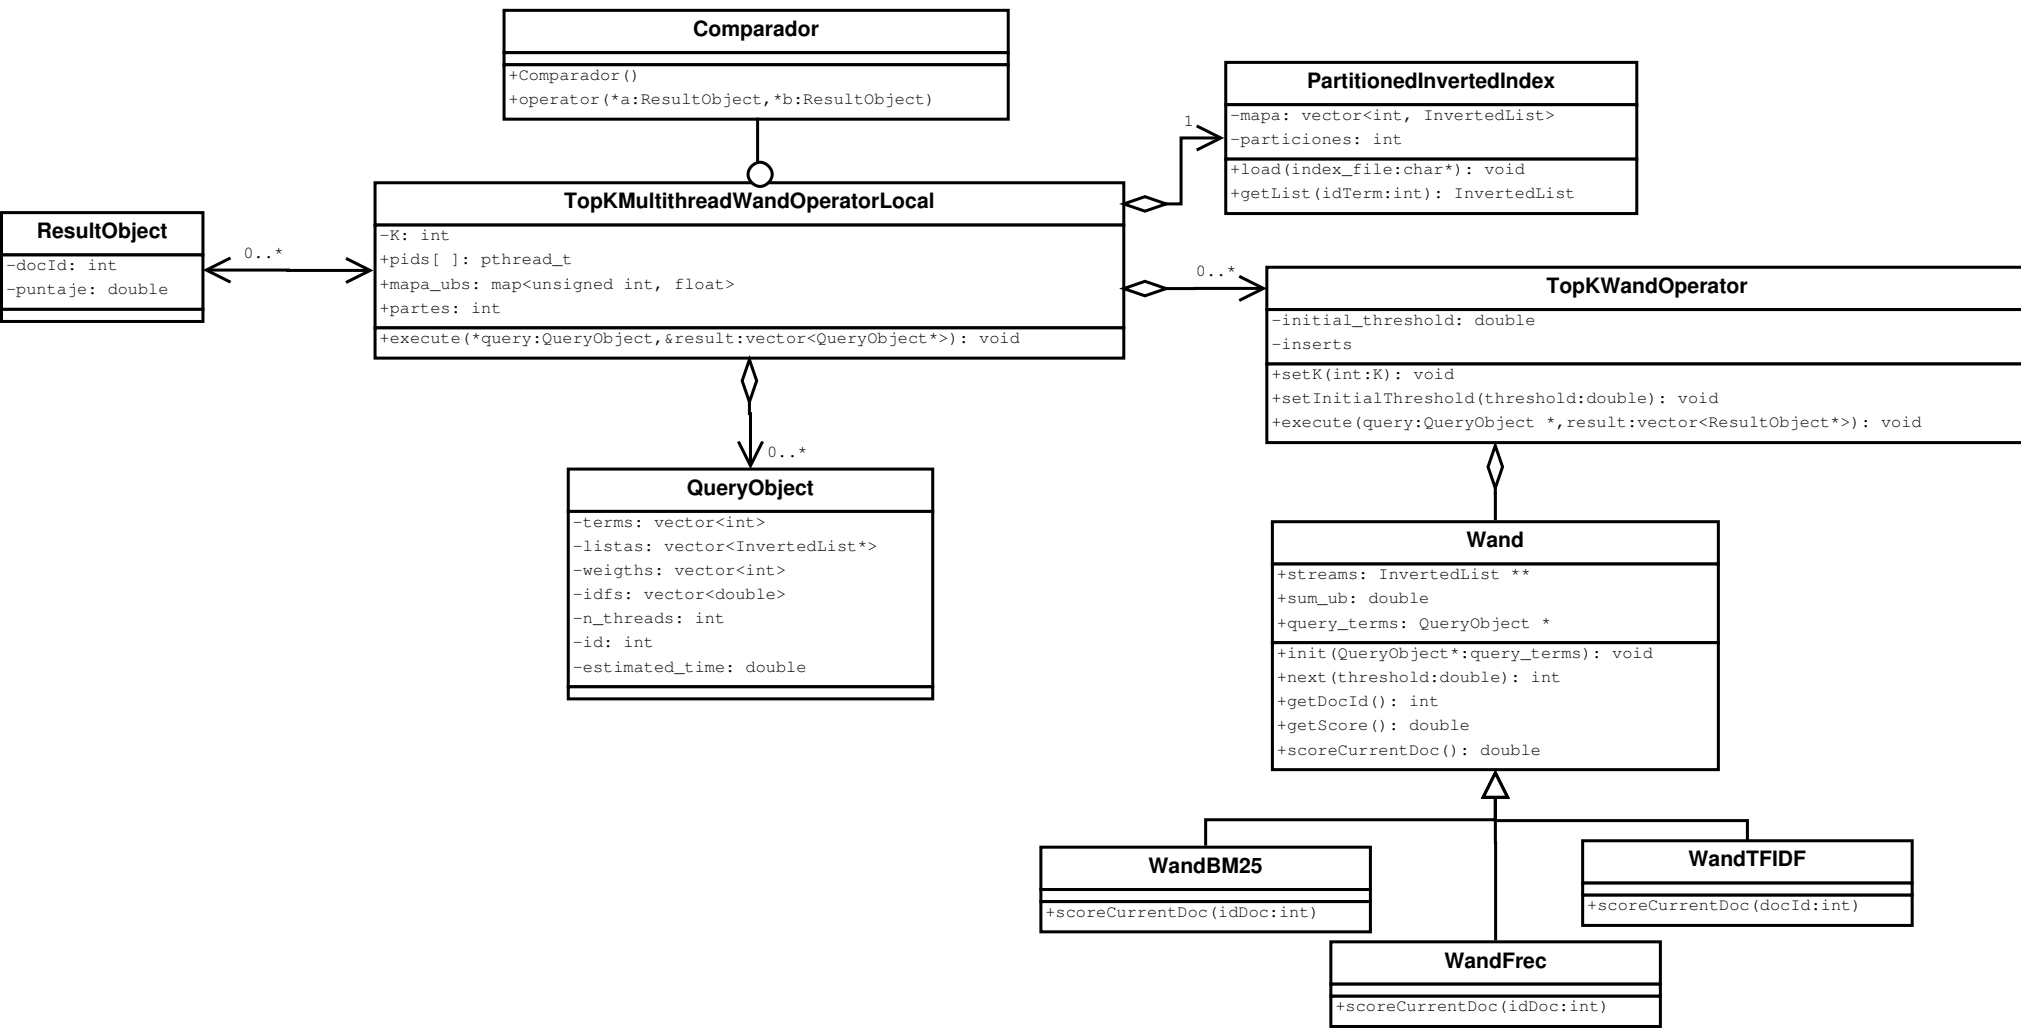 Comparador
+Comparador()
+operator(*a:ResultObject,*b:ResultObject)
PartitionedInvertedIndex
-mapa: vector<int, InvertedList>
-particiones: int
+load(index_file:char*): void
+getList(idTerm:int): InvertedList
1
TopKMultithreadWandOperatorLocal
-K: int
+pids[ ]: pthread_t
+mapa_ubs: map<unsigned int, float>
+partes: int
+execute(*query:QueryObject,&result:vector<QueryObject*>): void
ResultObject
-docId: int
-puntaje: double
0..*
0..*
TopKWandOperator
-initial_threshold: double
-inserts
+setK(int:K): void
+setInitialThreshold(threshold:double): void
+execute(query:QueryObject *,result:vector<ResultObject*>): void
0..*
QueryObject
-terms: vector<int>
-listas: vector<InvertedList*>
-weigths: vector<int>
-idfs: vector<double>
-n_threads: int
-id: int
-estimated_time: double
Wand
+streams: InvertedList **
+sum_ub: double
+query_terms: QueryObject *
+init(QueryObject*:query_terms): void
+next(threshold:double): int
+getDocId(): int
+getScore(): double
+scoreCurrentDoc(): double
WandBM25
+scoreCurrentDoc(idDoc:int)
WandTFIDF
+scoreCurrentDoc(docId:int)
WandFrec
+scoreCurrentDoc(idDoc:int)